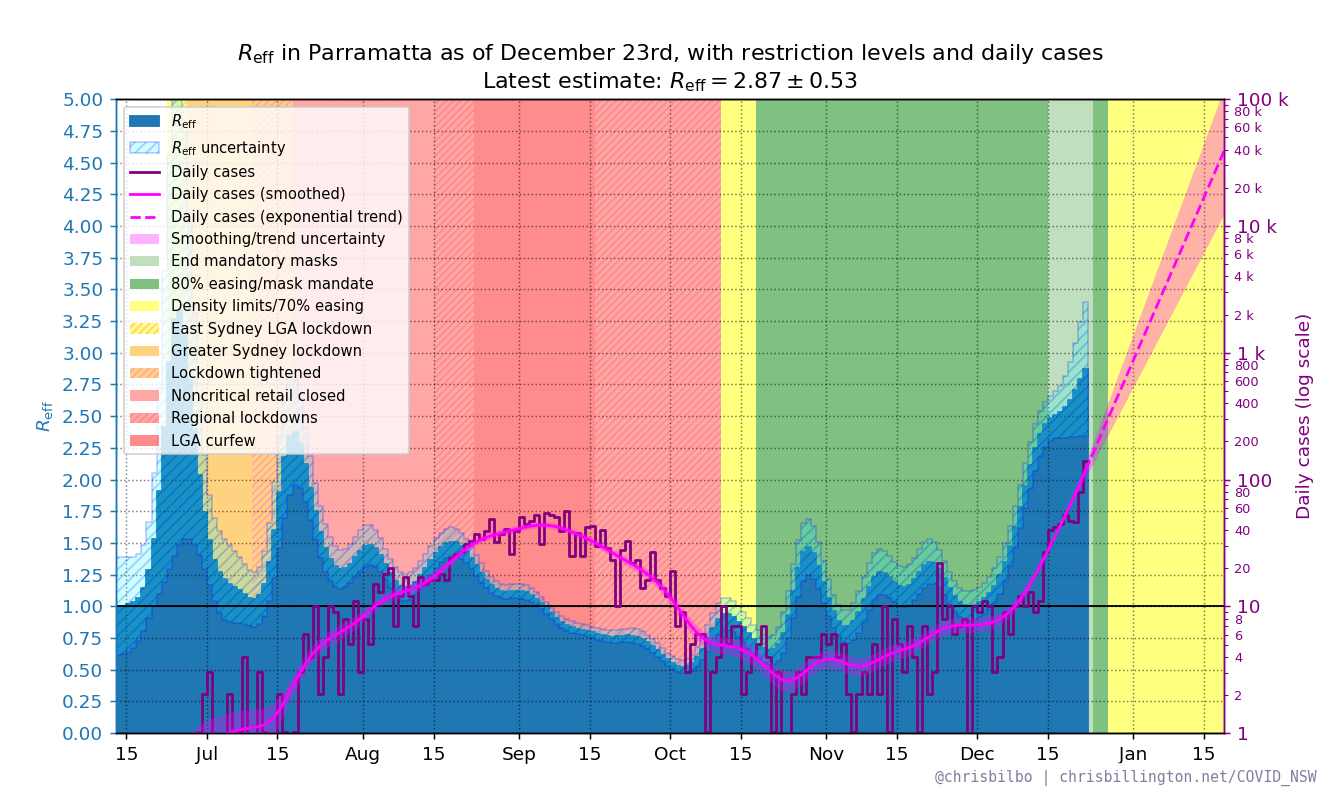 Reff in Parramatta as of December 23rd, with restriction levels and daily cases
Latest estimate: Reff = 2.87 ± 0.53
5.00
4.75
4.50
4.25
4.00
3.75
3.50
3.25
3.00
2.75
2.50
2.25
2.00
1.75
1.50
1.25
1.00
0.75
0.50
0.25
0.00
Reff
Reff
Reff uncertainty
Daily cases
Daily cases (smoothed)
Daily cases (exponential trend)
Smoothing/trend uncertainty
End mandatory masks
80% easing/mask mandate
Density limits/70% easing
East Sydney LGA lockdown
Greater Sydney lockdown
Lockdown tightened
Noncritical retail closed
Regional lockdowns
LGA curfew
100 k
80 k
60 k
40 k
20 k
10 k
8 k
6 k
4 k
2 k
1 k
800
600
400
200
100
80
60
40
20
10
8
6
4
2
1
Daily cases (log scale)
15 Jul 15 Aug 15 Sep 15 Oct 15 Nov 15 Dec 15 Jan 15
@chrisbilbo | chrisbillington.net/COVID_NSW